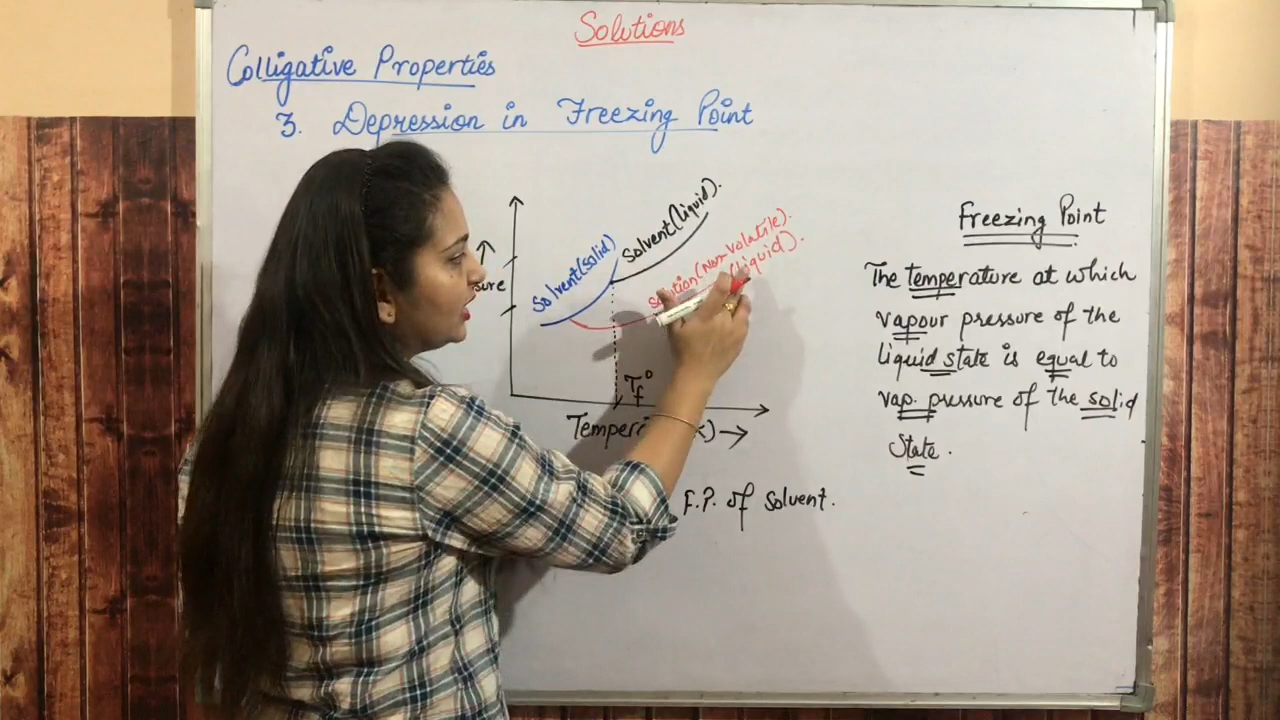 Solutions
Colligative Properties
3. Depression in Freezing Point
Solvent (liquid).
Solvent (Solid)
(Non-volatile).
(liquid).
Freezing Point
The temperature at which
vapour pressure of the
liquid state is equal to
vap. pressure of the solid
State.
sure
Tf°
F.P. of Solvent.